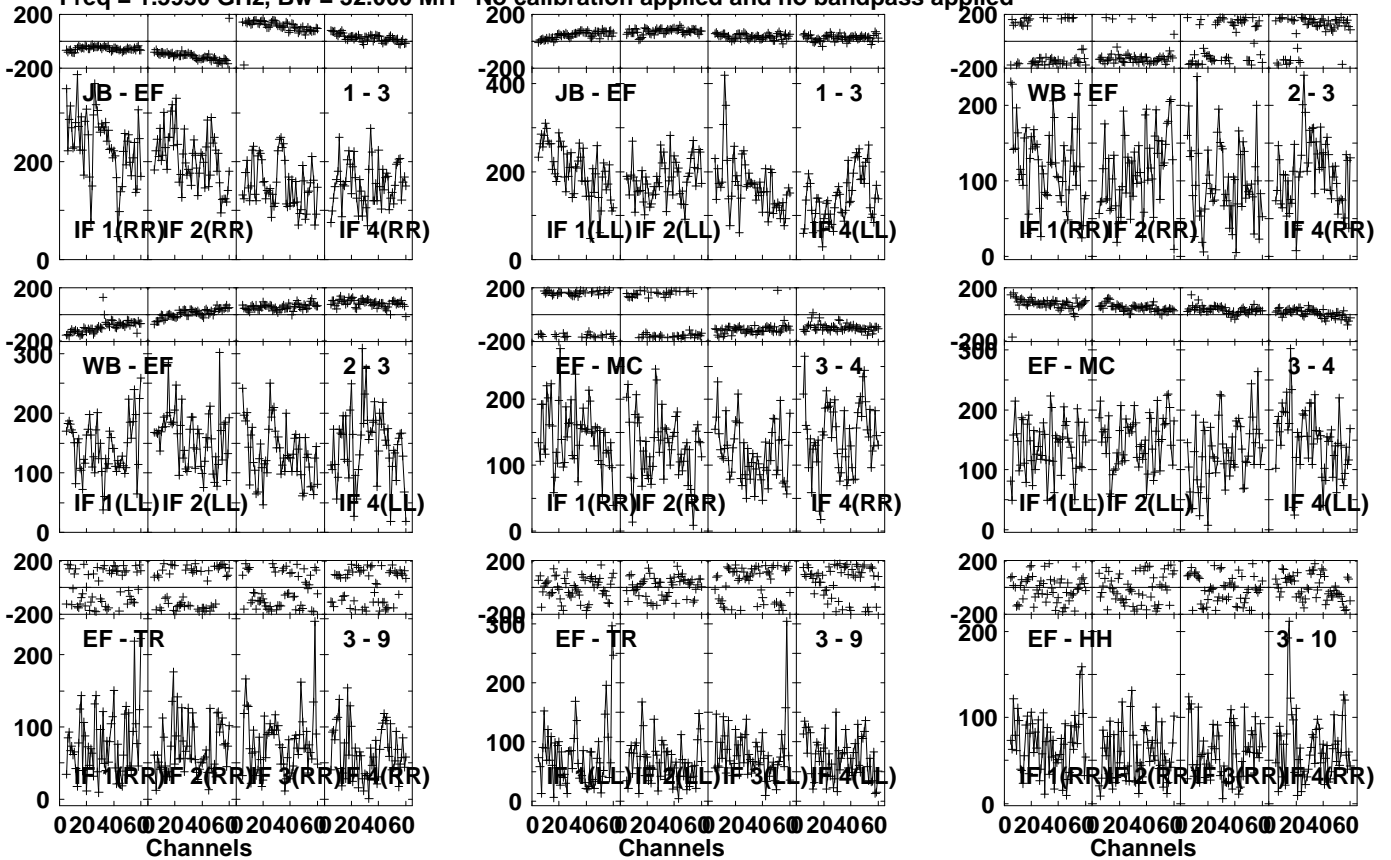 Freq = 1.5990 GHz, Bw = 32.000 MH No calibration applied and no bandpass applied
200
-200
JB - EF 1 - 3
200
0
IF 1(RR) IF 2(RR) IF 4(RR)
200
-200
400
JB - EF 1 - 3
200
0
IF 1(LL) IF 2(LL) IF 4(LL)
200
-200
WB - EF 2 - 3
200
100
0
IF 1(RR) IF 2(RR) IF 4(RR)
200
-200
300
WB - EF 2 - 3
200
100
0
IF 1(LL) IF 2(LL) IF 4(LL)
200
-200
EF - MC 3 - 4
200
100
0
IF 1(RR) IF 2(RR) IF 4(RR)
200
-200
300
EF - MC 3 - 4
200
100
0
IF 1(LL) IF 2(LL) IF 4(LL)
200
-200
EF - TR 3 - 9
200
100
0
IF 1(RR) IF 2(RR) IF 3(RR) IF 4(RR)
0 20 40 60 0 20 40 60 0 20 40 60 0 20 40 60
Channels
200
-200
300
EF - TR 3 - 9
200
100
0
IF 1(LL) IF 2(LL) IF 3(LL) IF 4(LL)
0 20 40 60 0 20 40 60 0 20 40 60 0 20 40 60
Channels
200
-200
200
EF - HH 3 - 10
100
0
IF 1(RR) IF 2(RR) IF 3(RR) IF 4(RR)
0 20 40 60 0 20 40 60 0 20 40 60 0 20 40 60
Channels